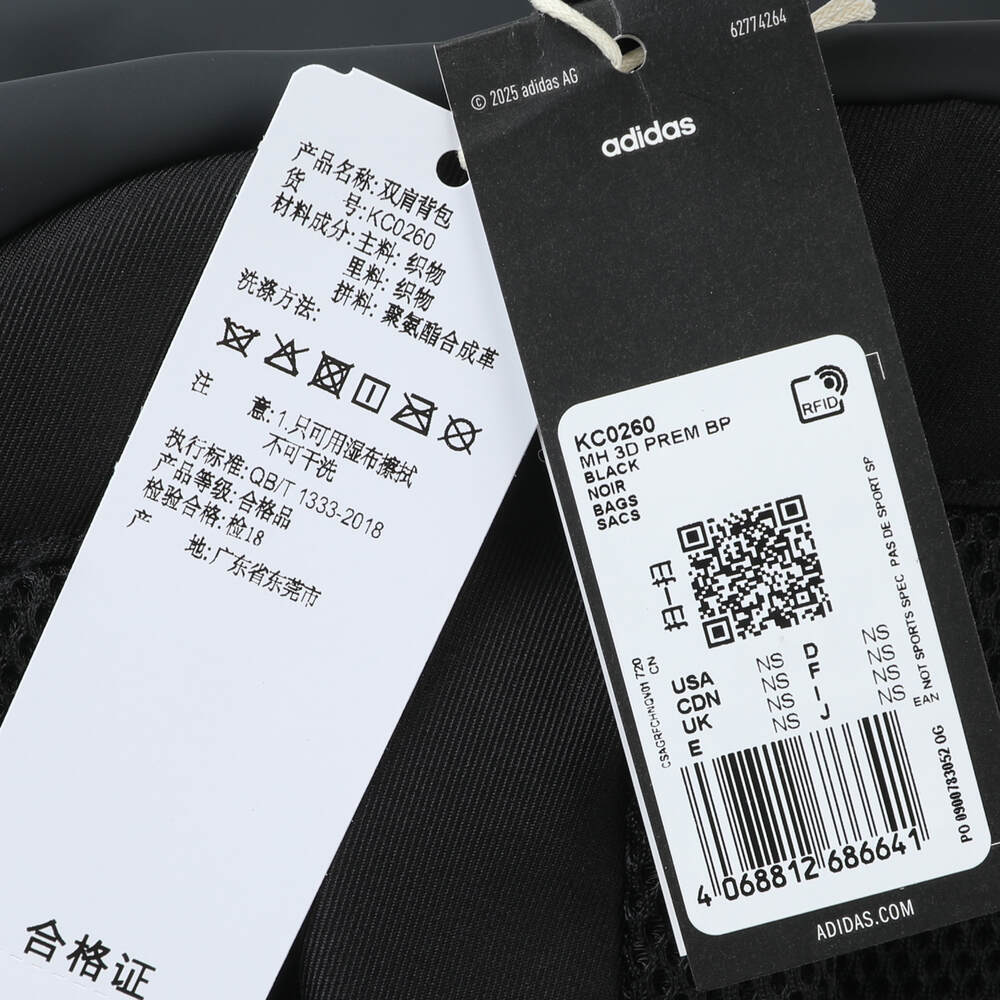 产品名称:双肩背包
货 号:KC0260
材料成分:主料: 织物
里料: 织物
拼料: 聚氨酯合成革
洗涤方法:
注 意:1.只可用湿布擦拭
不可干洗
执行标准:QB/T 1333-2018
产品等级:合格品
检验合格:检18
产 地:广东省东莞市
合格证
© 2025 adidas AG
62774264
adidas
RFID
KC0260
MH 3D PREM BP
BLACK
NOIR
BAGS
SACS
扫一扫
NOT SPORTS SPEC PAS DE SPORT SP
EAN
CN
USA NS D NS
CDN NS F NS
UK NS I NS
E NS J NS
PO 0900783052 OG
4 068812 686641
ADIDAS.COM